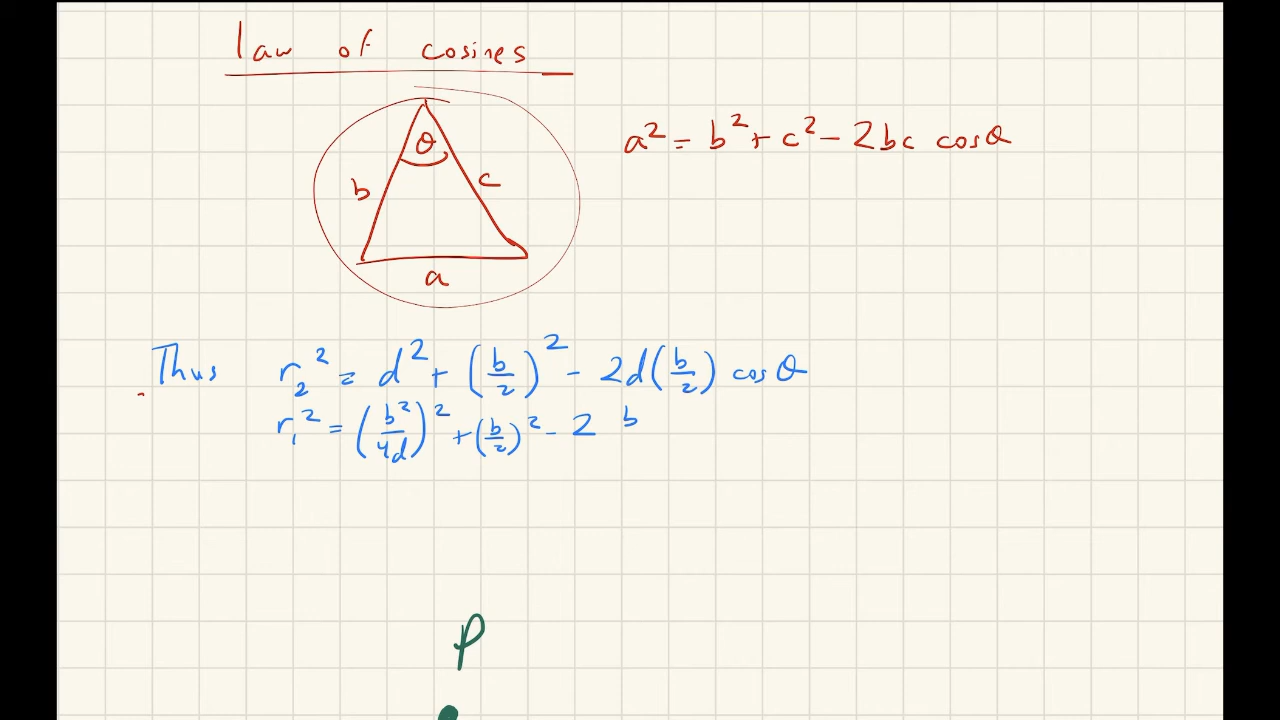 law of cosines
θ
b
c
a
a² = b² + c² - 2bc cosθ
Thus r₂² = d² + (b/2)² - 2d(b/2) cosθ
r₁² = (b²/4d)² + (b/2)² - 2 b
P